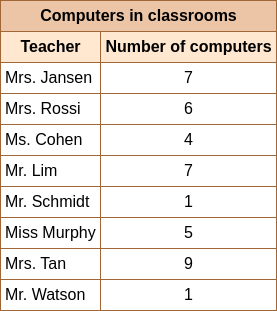 Computers in classrooms
Teacher Number of computers
Mrs. Jansen 7
Mrs. Rossi 6
Ms. Cohen 4
Mr. Lim 7
Mr. Schmidt 1
Miss Murphy 5
Mrs. Tan 9
Mr. Watson 1